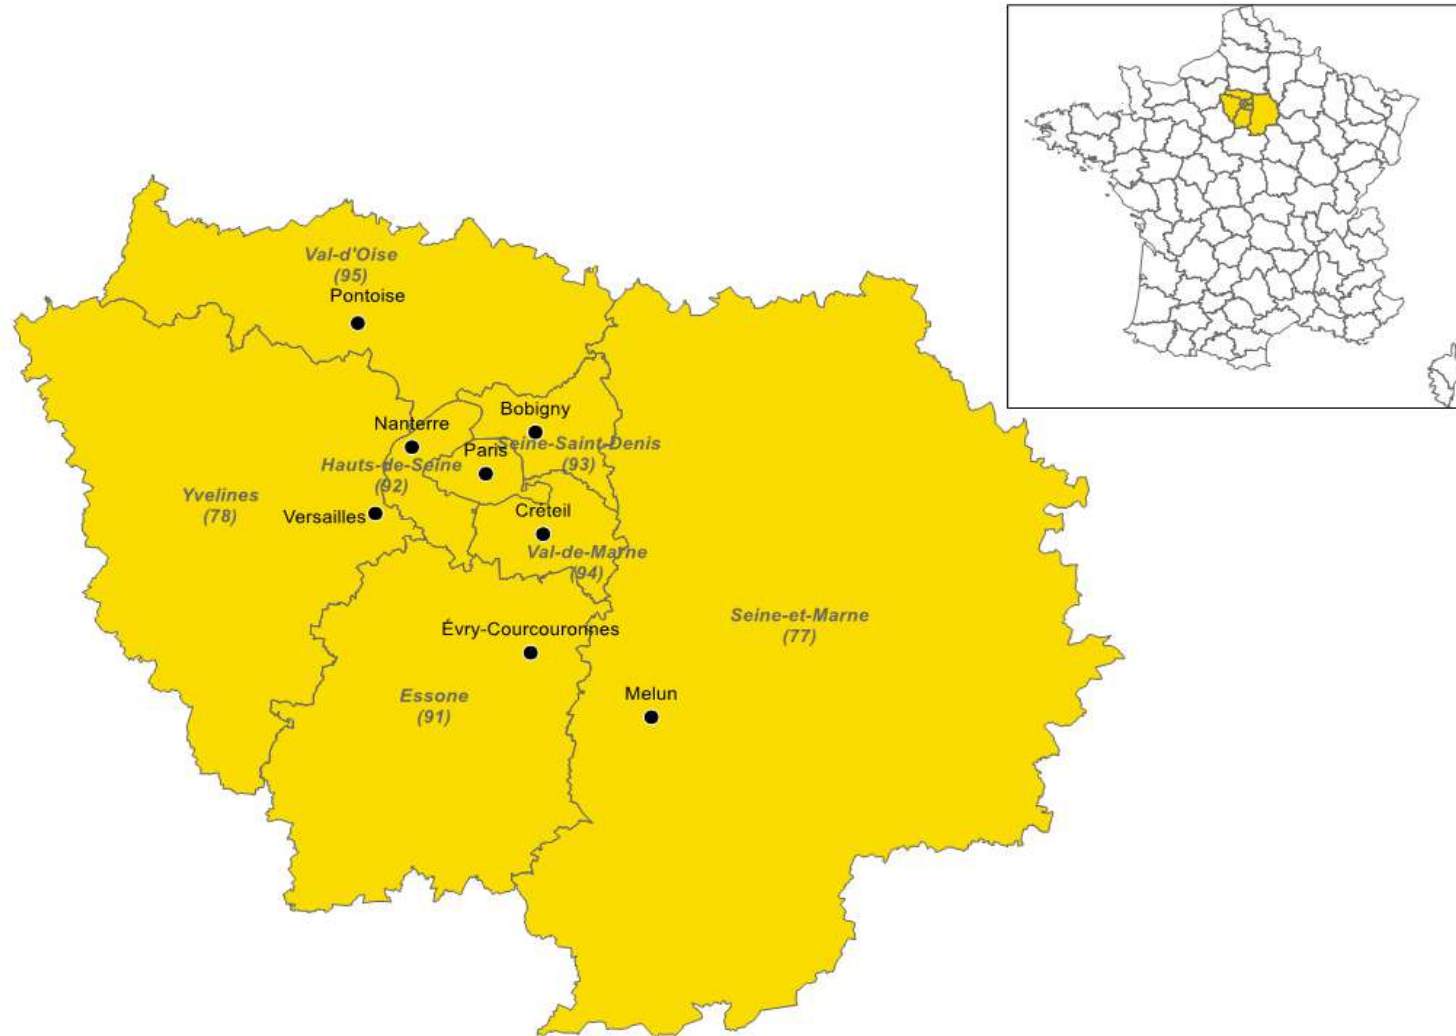 Val-d'Oise
(95)
Pontoise
Nanterre
Bobigny
Paris
Seine-Saint-Denis
(93)
Hauts-de-Seine
(92)
Yvelines
(78)
Versailles
Créteil
Val-de-Marne
(94)
Seine-et-Marne
(77)
Évry-Courcouronnes
Essone
(91)
Melun